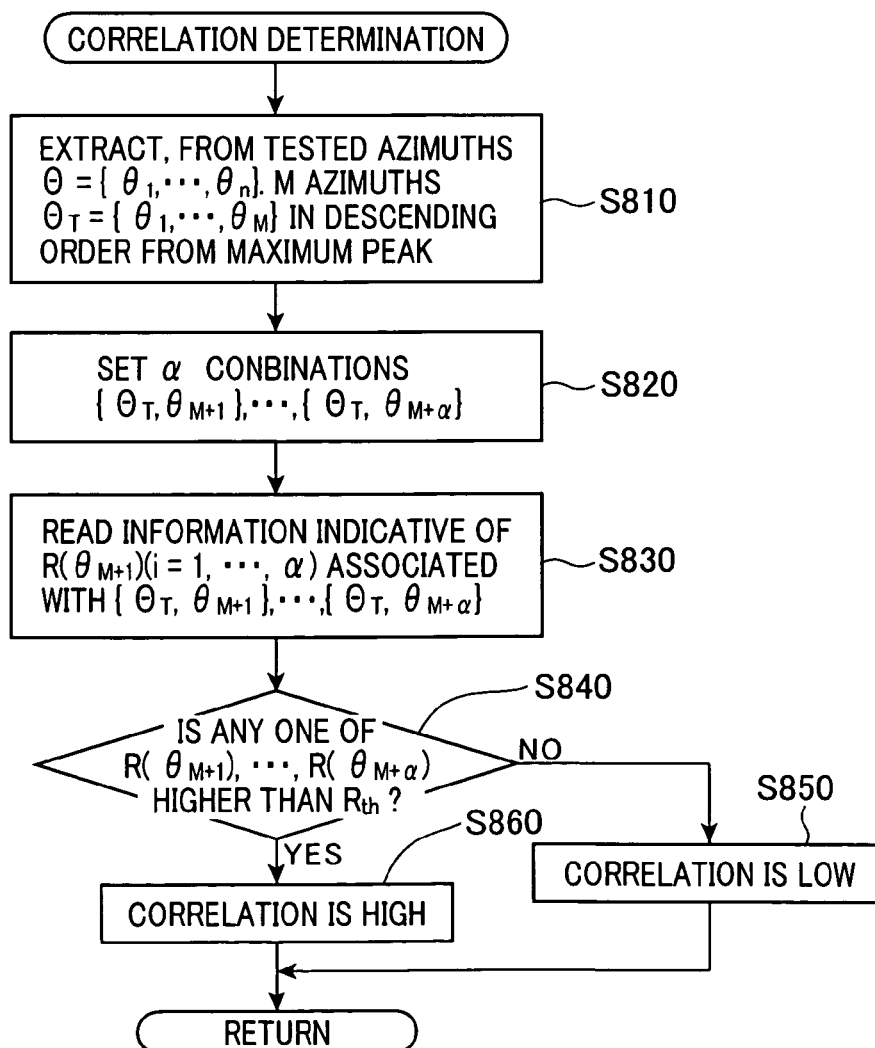 CORRELATION DETERMINATION
EXTRACT, FROM TESTED AZIMUTHS
Θ = { θ1,···,θn}. M AZIMUTHS
ΘT = { θ1,···,θM} IN DESCENDING
ORDER FROM MAXIMUM PEAK
S810
SET α CONBINATIONS
{ ΘT, θM+1 },···,{ ΘT, θM+α}
S820
READ INFORMATION INDICATIVE OF
R( θM+1)(i = 1, ···, α) ASSOCIATED
WITH { ΘT, θM+1 },···,{ ΘT, θM+α}
S830
S840
IS ANY ONE OF
R( θM+1), ···, R( θM+α)
HIGHER THAN Rth ?
NO
YES
S850
CORRELATION IS LOW
S860
CORRELATION IS HIGH
RETURN